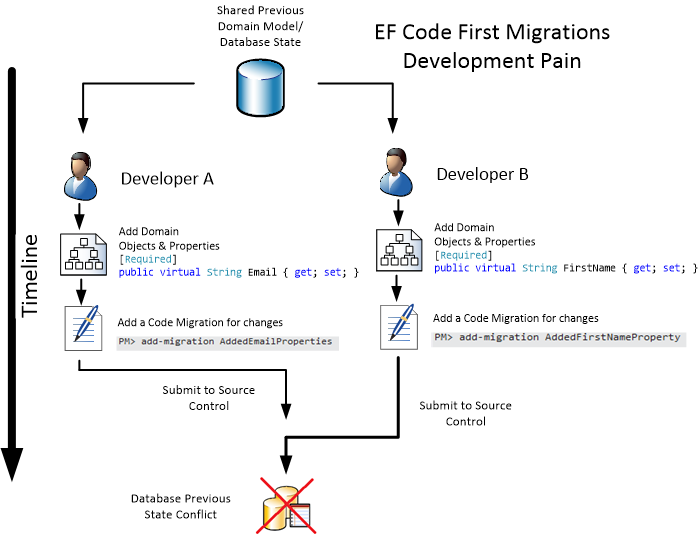 Shared Previous
Domain Model/
Database State
EF Code First Migrations
Development Pain
Timeline
Developer A
Developer B
Add Domain
Objects & Properties
[Required]
public virtual String Email { get; set; }
Add Domain
Objects & Properties
[Required]
public virtual String FirstName { get; set; }
Add a Code Migration for changes
PM> add-migration AddedEmailProperties
Add a Code Migration for changes
PM> add-migration AddedFirstNameProperty
Submit to Source
Control
Submit to Source
Control
Database Previous
State Conflict